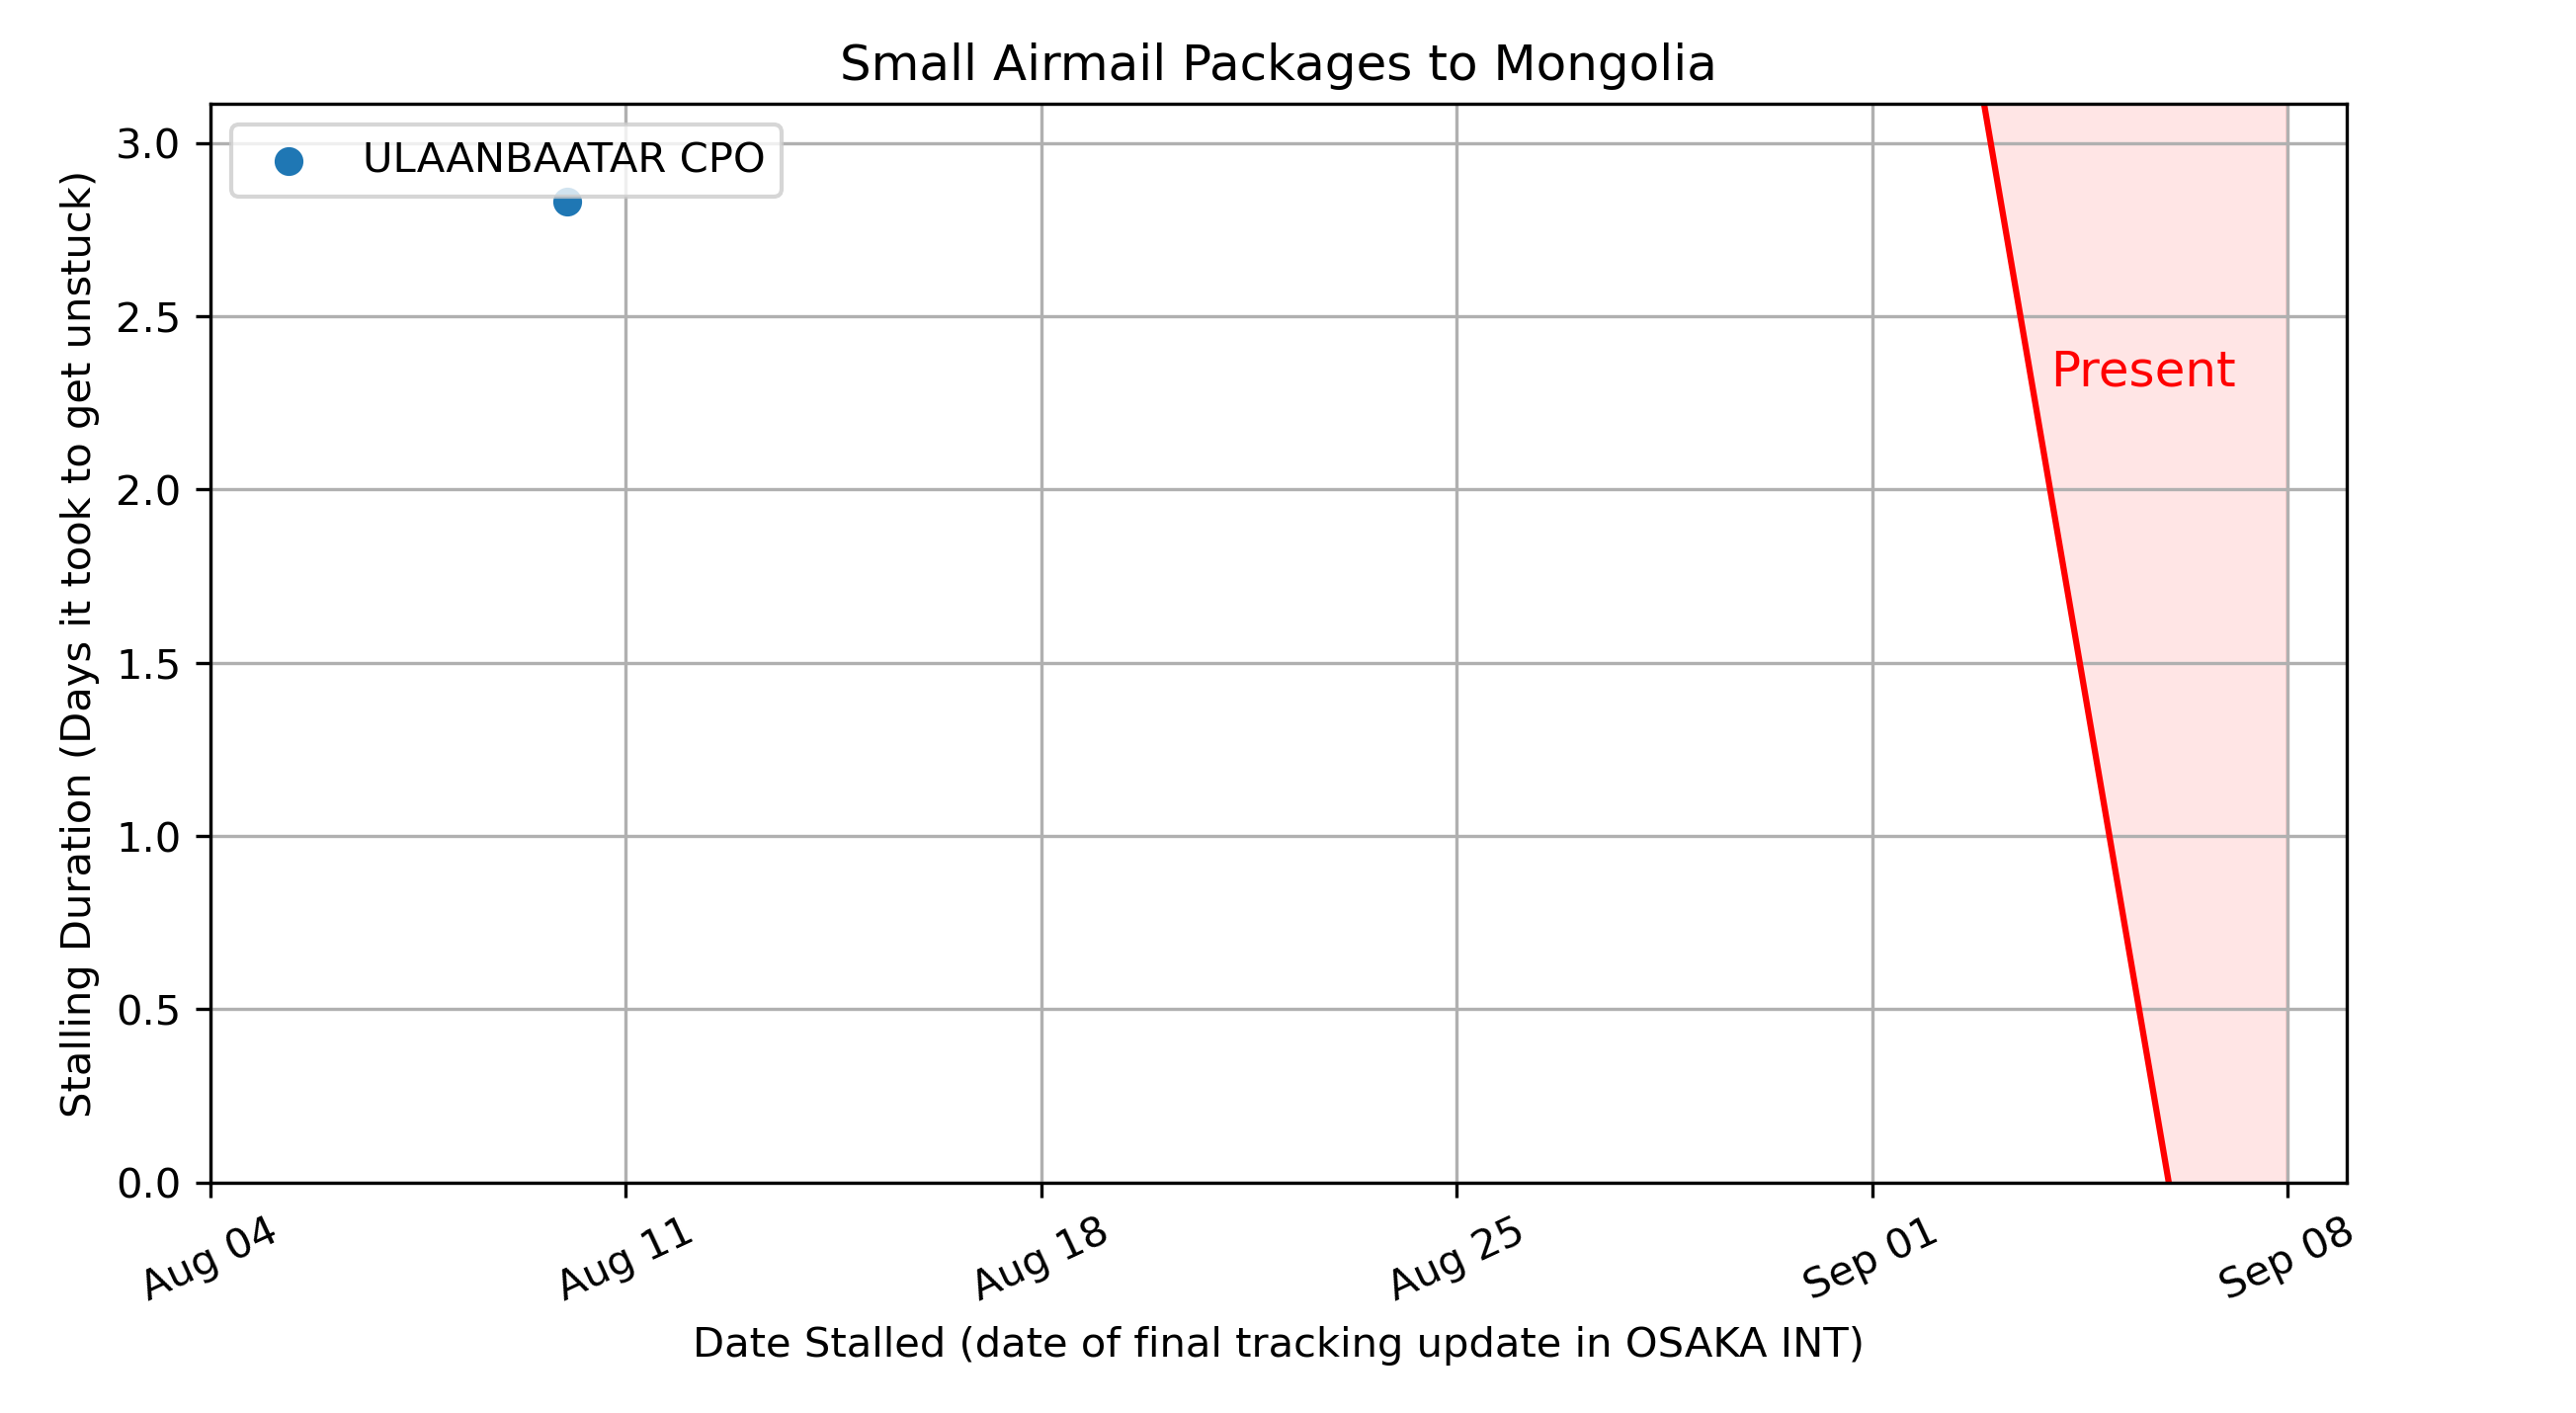 Small Airmail Packages to Mongolia
ULAANBAATAR CPO
Present
Stalling Duration (Days it took to get unstuck)
3.0
2.5
2.0
1.5
1.0
0.5
0.0
Aug 04
Aug 11
Aug 18
Aug 25
Sep 01
Sep 08
Date Stalled (date of final tracking update in OSAKA INT)